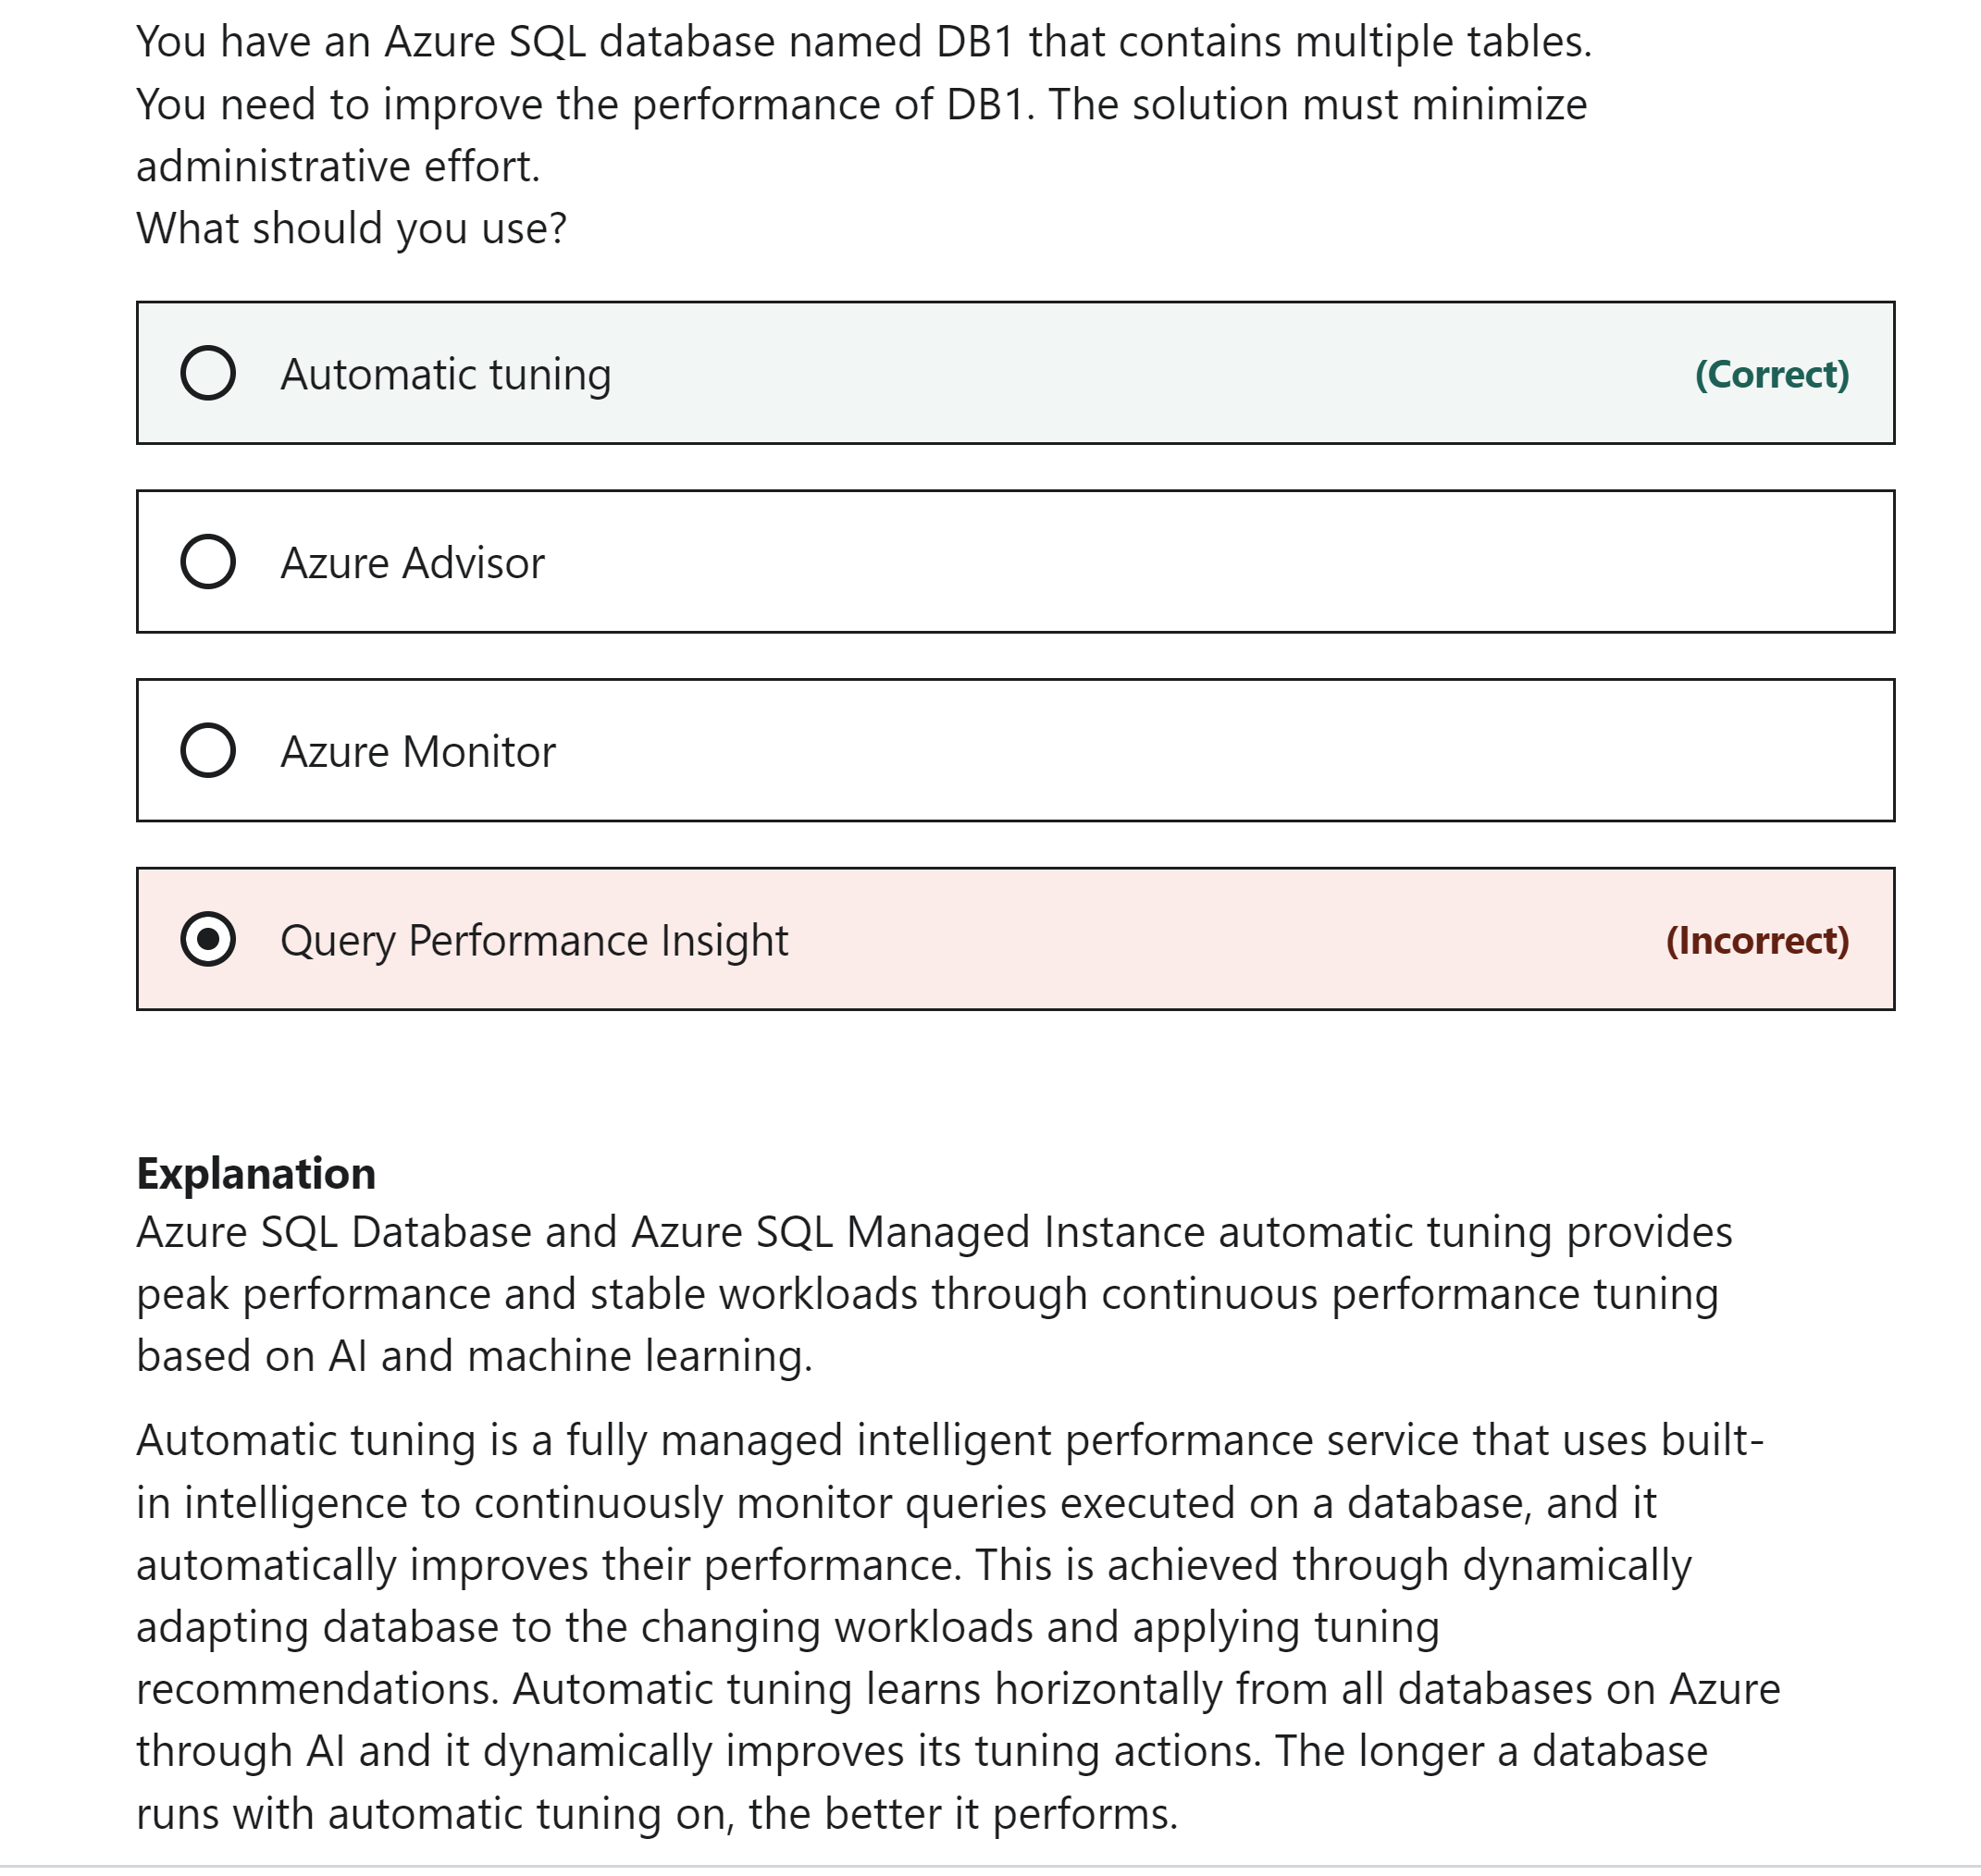 You have an Azure SQL database named DB1 that contains multiple tables.
You need to improve the performance of DB1. The solution must minimize
administrative effort.
What should you use?
Automatic tuning (Correct)
Azure Advisor
Azure Monitor
Query Performance Insight (Incorrect)
Explanation
Azure SQL Database and Azure SQL Managed Instance automatic tuning provides
peak performance and stable workloads through continuous performance tuning
based on AI and machine learning.
Automatic tuning is a fully managed intelligent performance service that uses built-
in intelligence to continuously monitor queries executed on a database, and it
automatically improves their performance. This is achieved through dynamically
adapting database to the changing workloads and applying tuning
recommendations. Automatic tuning learns horizontally from all databases on Azure
through AI and it dynamically improves its tuning actions. The longer a database
runs with automatic tuning on, the better it performs.